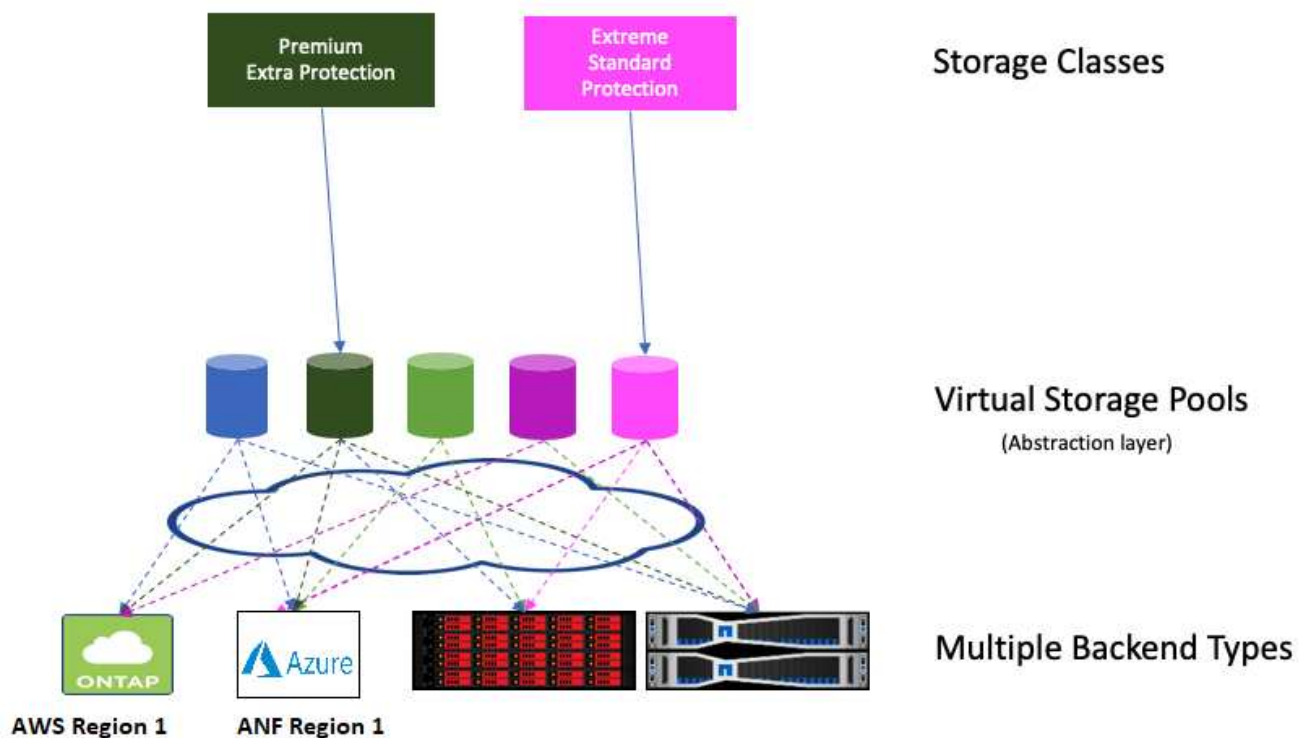 Premium
Extra Protection
Extreme
Standard
Protection
Storage Classes
Virtual Storage Pools
(Abstraction layer)
ONTAP
Azure
Multiple Backend Types
AWS Region 1
ANF Region 1